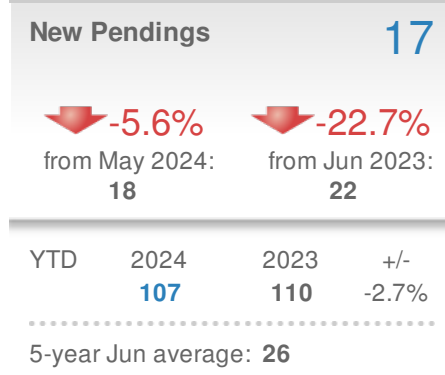 New Pendings 17
-5.6% -22.7%
from May 2024: from Jun 2023:
18 22
YTD 2024 2023 +/-
107 110 -2.7%
5-year Jun average: 26